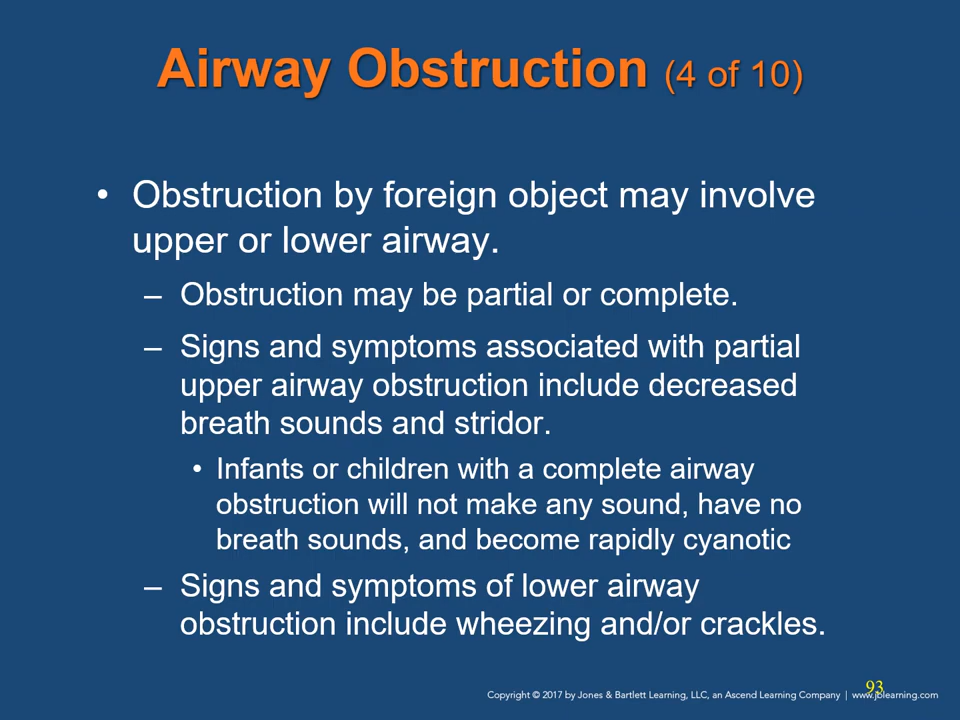 Airway Obstruction (4 of 10)
• Obstruction by foreign object may involve
upper or lower airway.
– Obstruction may be partial or complete.
– Signs and symptoms associated with partial
upper airway obstruction include decreased
breath sounds and stridor.
• Infants or children with a complete airway
obstruction will not make any sound, have no
breath sounds, and become rapidly cyanotic
– Signs and symptoms of lower airway
obstruction include wheezing and/or crackles.
93
Copyright © 2017 by Jones & Bartlett Learning, LLC, an Ascend Learning Company | www.jblearning.com